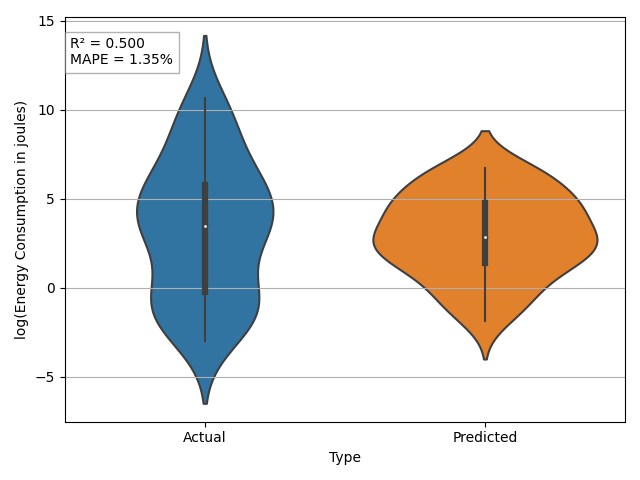 R² = 0.500
MAPE = 1.35%
15
10
5
0
−5
log(Energy Consumption in joules)
Actual
Predicted
Type